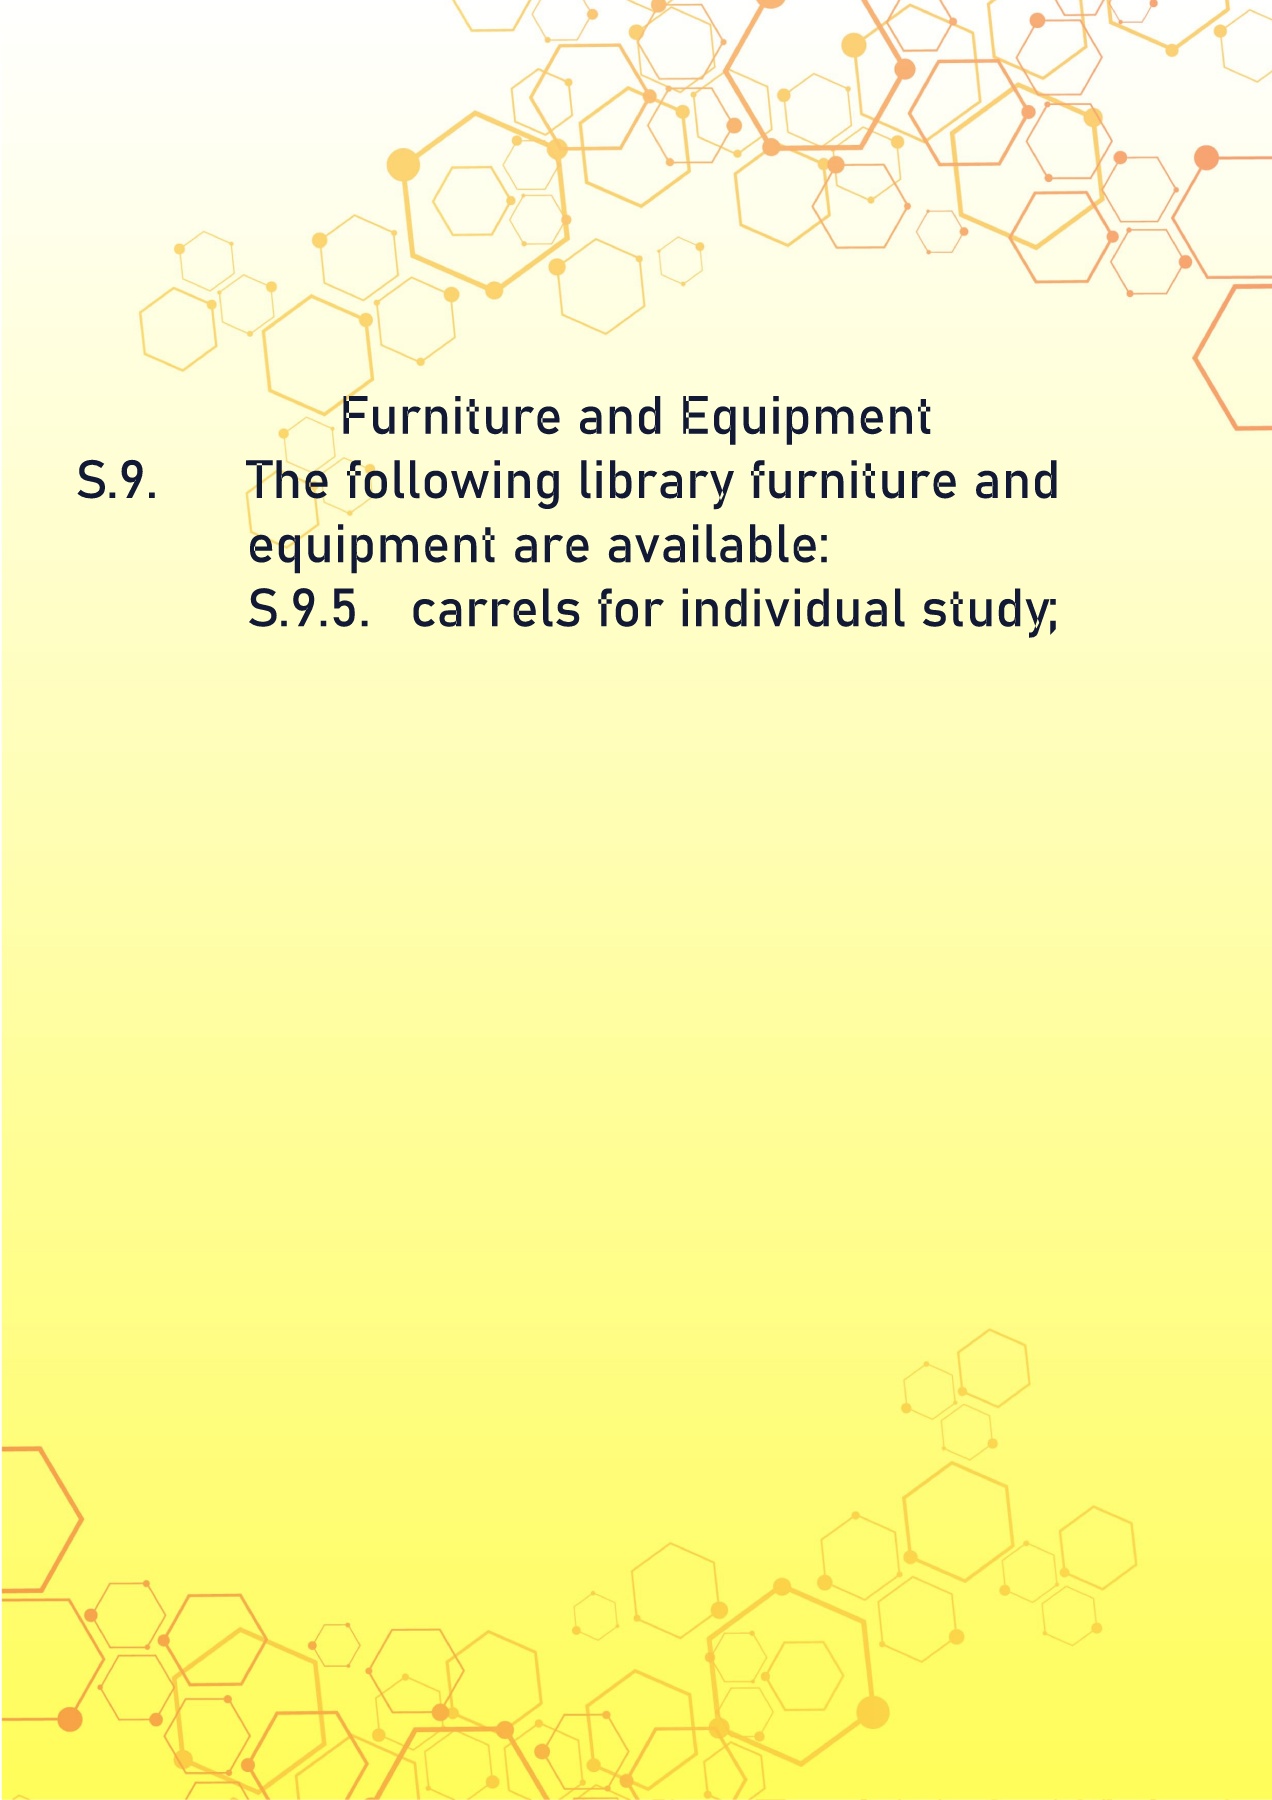 Furniture and Equipment
S.9. The following library furniture and
equipment are available:
S.9.5. carrels for individual study;